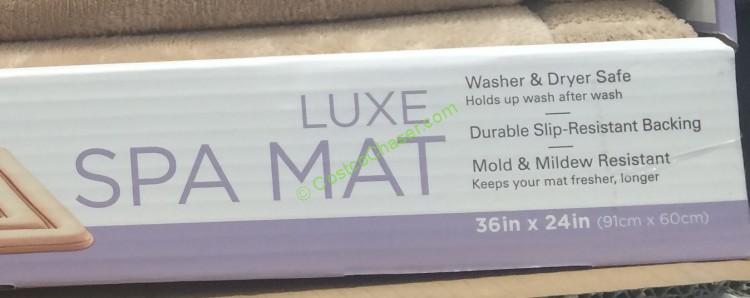 LUXE
SPA MAT
Washer & Dryer Safe
Holds up wash after wash
Durable Slip-Resistant Backing
Mold & Mildew Resistant
Keeps your mat fresher, longer
36in x 24in (91cm x 60cm)
© CostcoChaser.com